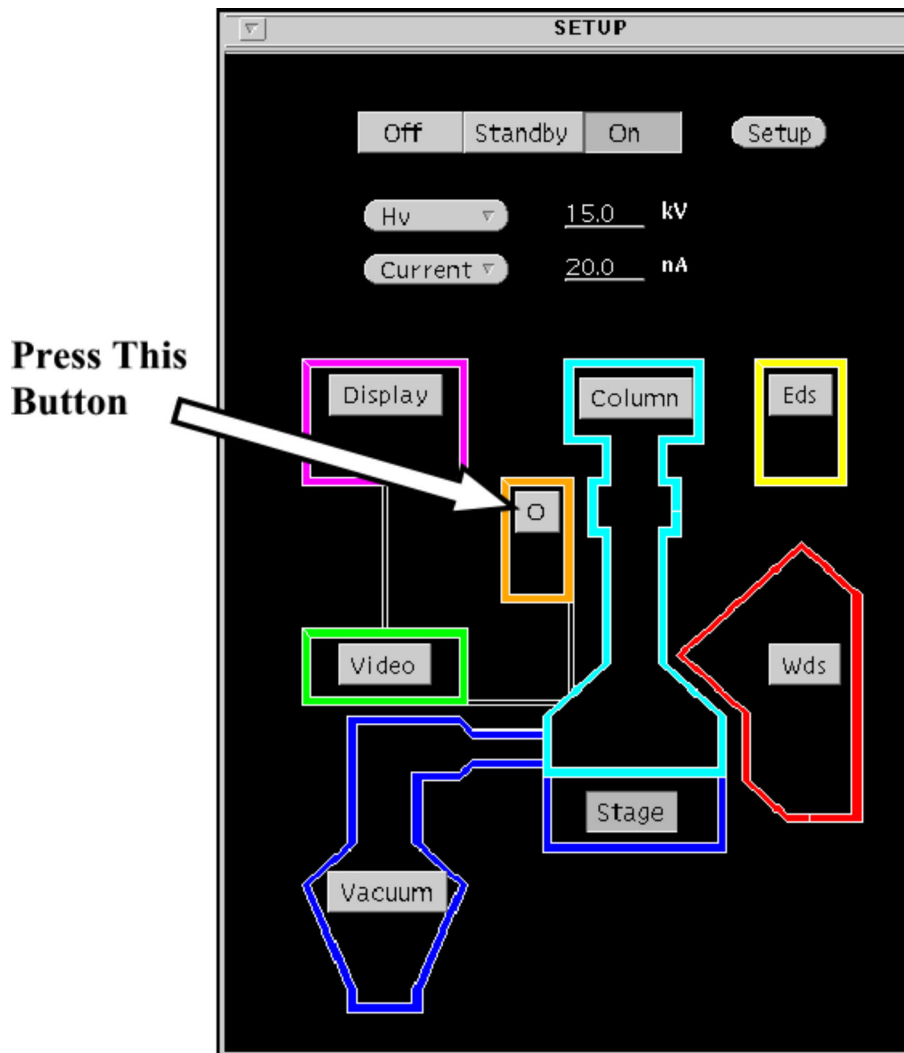 SETUP
Off Standby On Setup
Hv 15.0 kV
Current 20.0 nA
Press This
Button
Display Column Eds
O
Video Wds
Stage
Vacuum